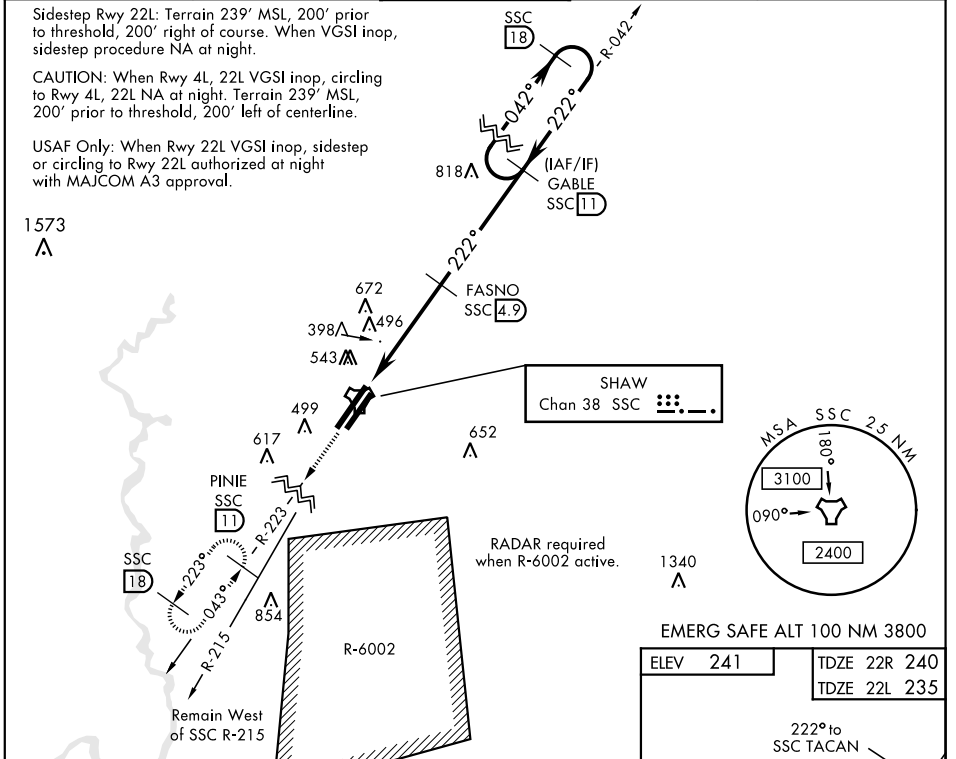 Sidestep Rwy 22L: Terrain 239' MSL, 200' prior
to threshold, 200' right of course. When VGSI inop,
sidestep procedure NA at night.
CAUTION: When Rwy 4L, 22L VGSI inop, circling
to Rwy 4L, 22L NA at night. Terrain 239' MSL,
200' prior to threshold, 200' left of centerline.
USAF Only: When Rwy 22L VGSI inop, sidestep
or circling to Rwy 22L authorized at night
with MAJCOM A3 approval.
SSC
18
R-042
042°
222°
818
(IAF/IF)
GABLE
SSC 11
1573
222°
FASNO
SSC 4.9
672
496
398
543
SHAW
Chan 38 SSC
499
617
652
MSA SSC 25 NM
180°
3100
090°
2400
PINIE
SSC
11
R-223
SSC
18
223°
043°
854
R-215
R-6002
RADAR required
when R-6002 active.
1340
Remain West
of SSC R-215
EMERG SAFE ALT 100 NM 3800
ELEV 241
TDZE 22R 240
TDZE 22L 235
222° to
SSC TACAN